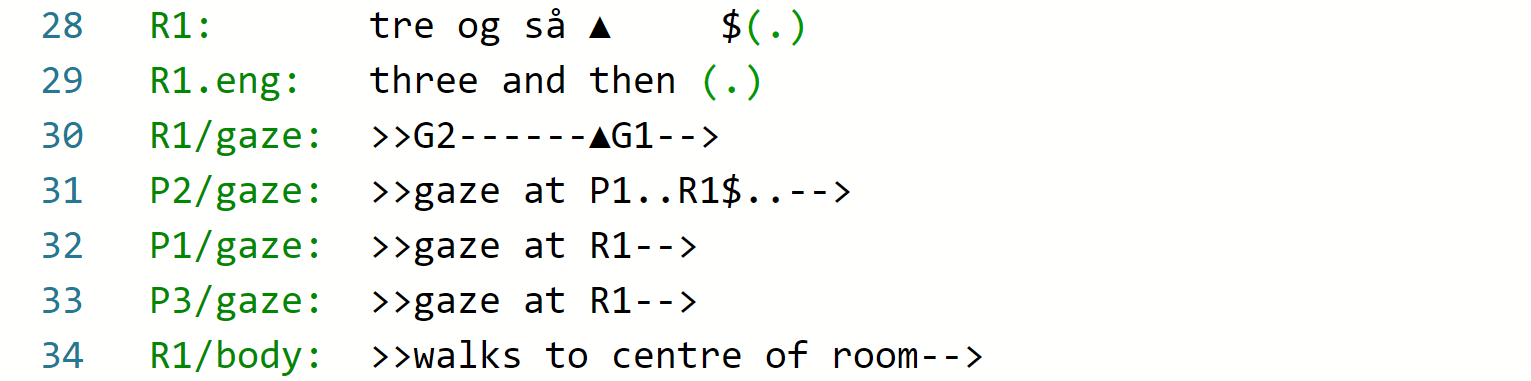 28   R1:       tre og så ▲     $(.)
29   R1.eng:   three and then (.)
30   R1/gaze:  >>G2------▲G1-->
31   P2/gaze:  >>gaze at P1..R1$..-->
32   P1/gaze:  >>gaze at R1-->
33   P3/gaze:  >>gaze at R1-->
34   R1/body:  >>walks to centre of room-->